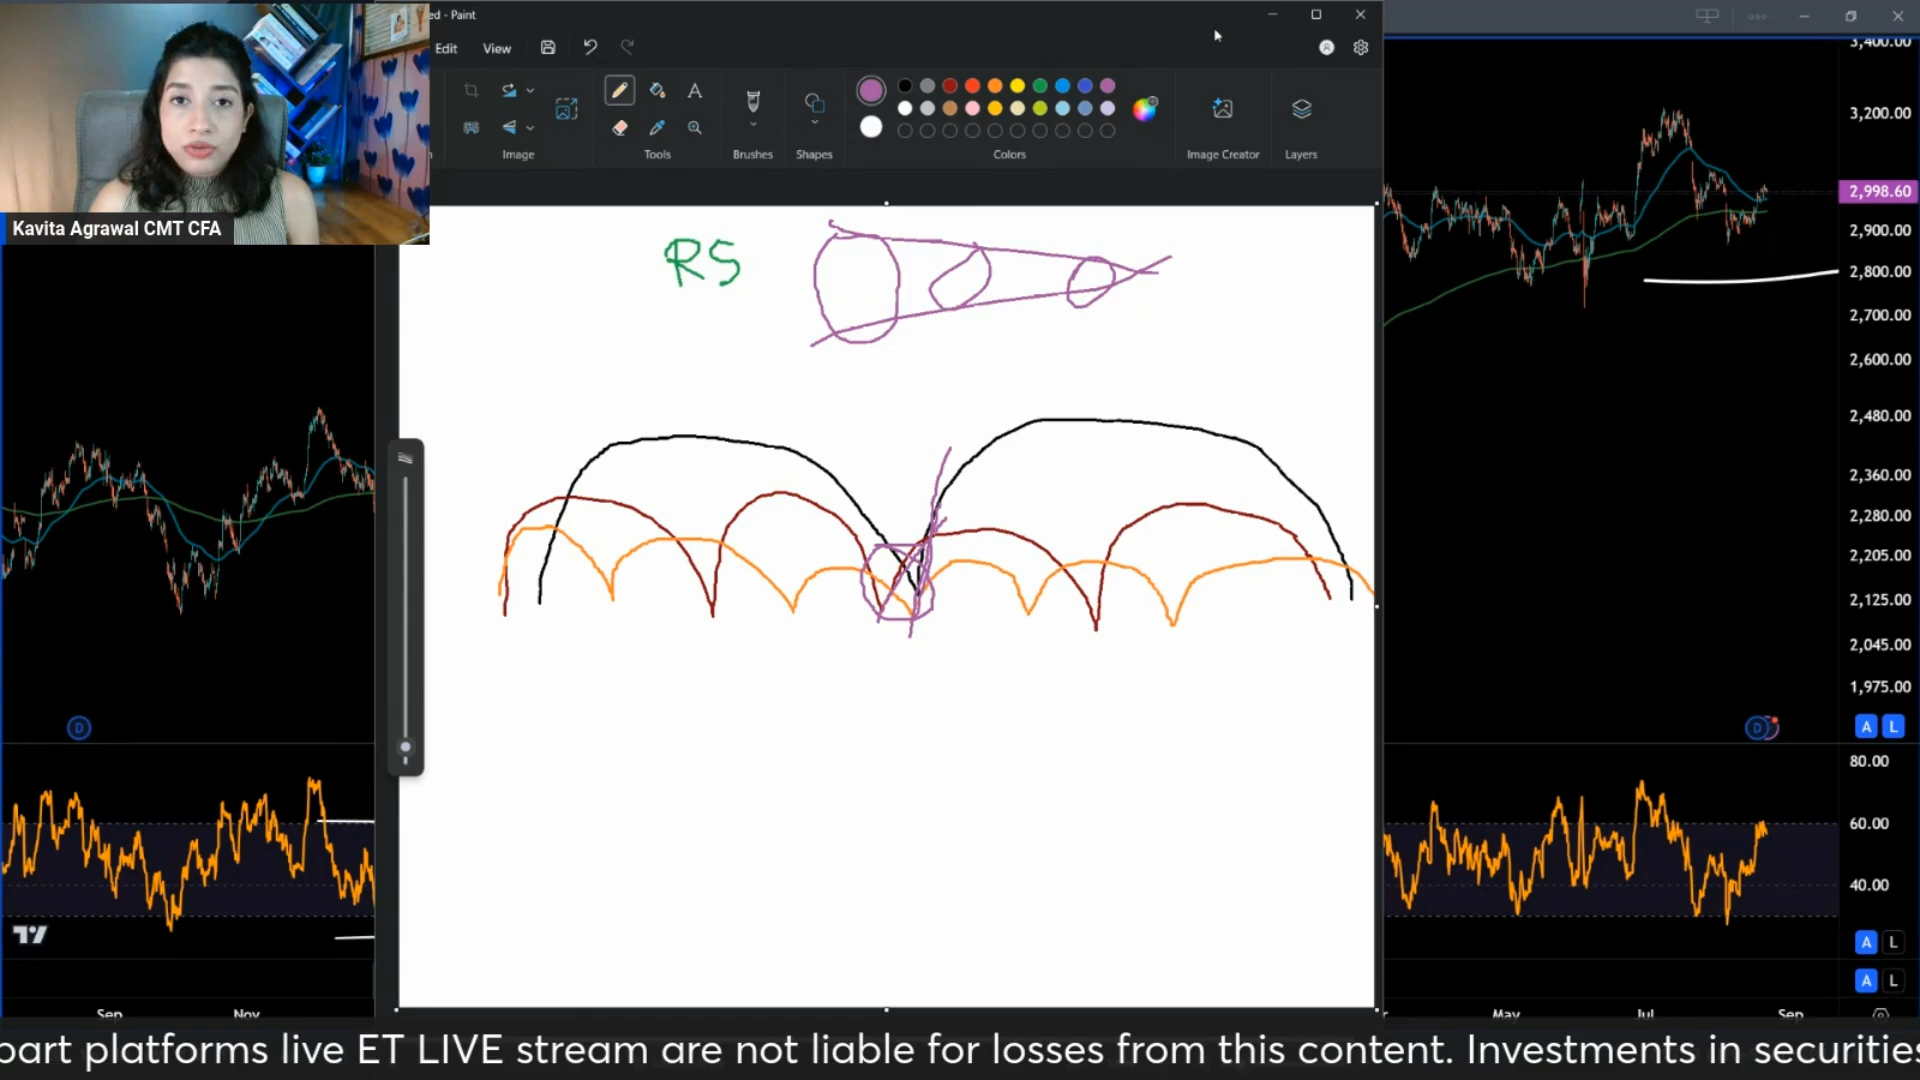 ed - Paint
Edit View
Image
Tools
Brushes
Shapes
Colors
Image Creator
Layers
Kavita Agrawal CMT CFA
RS
3,400.00
3,200.00
2,998.60
2,900.00
2,800.00
2,700.00
2,600.00
2,480.00
2,360.00
2,280.00
2,205.00
2,125.00
2,045.00
1,975.00
D
D
A L
80.00
60.00
40.00
A L
A L
Sep Nov
May Jul Sep
part platforms live ET LIVE stream are not liable for losses from this content. Investments in securities